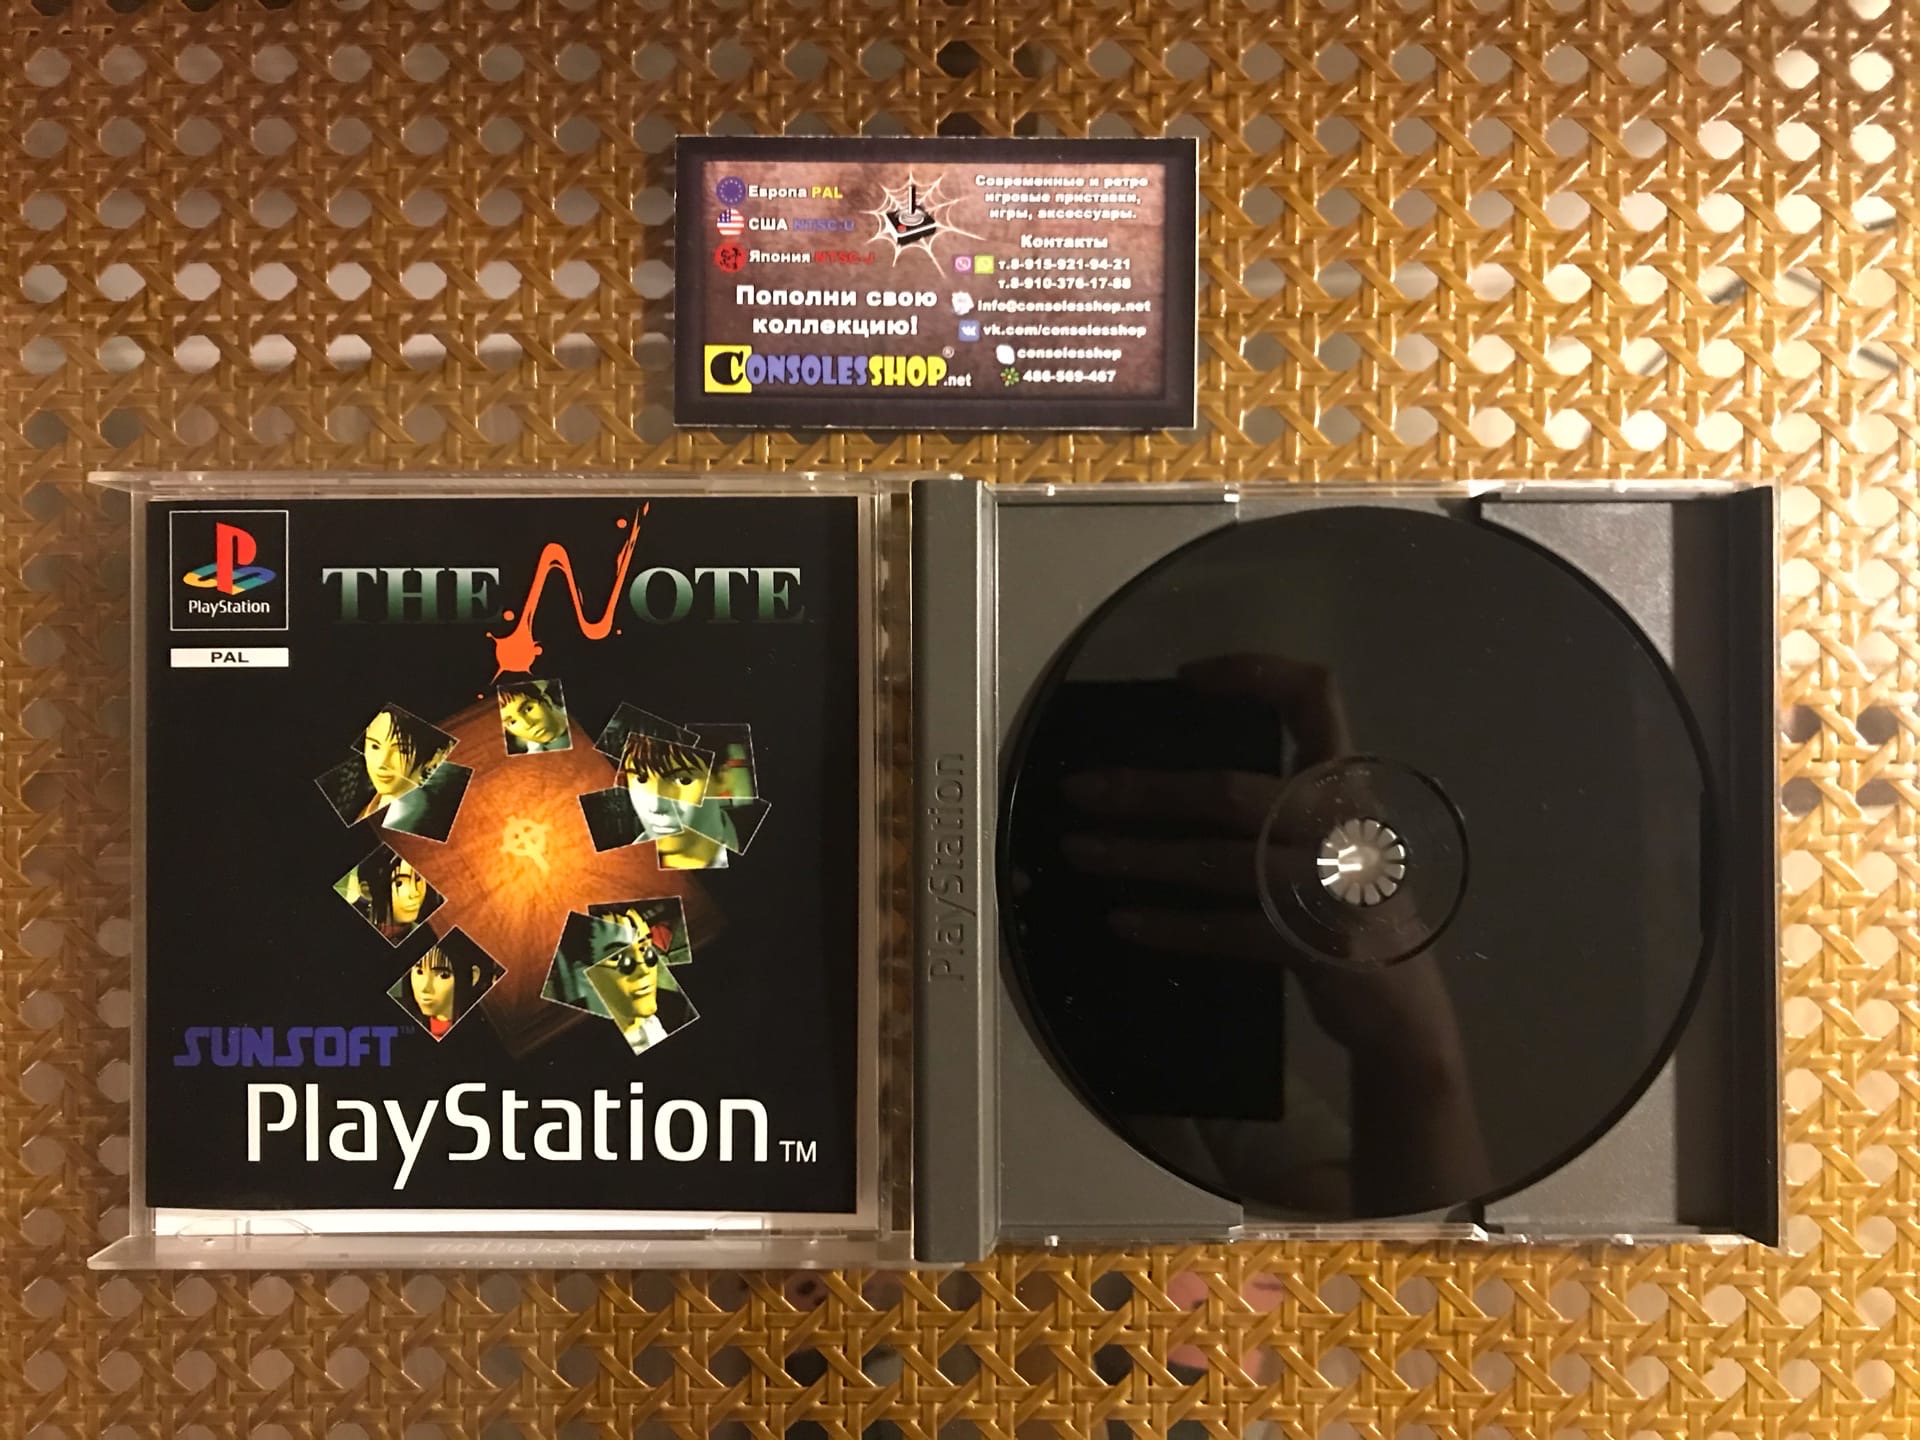 Европа PAL
США NTSC-U
Япония NTSC-J
Пополни свою
коллекцию!
CONSOLESSHOP.net
®
Современные и ретро
игровые приставки,
игры, аксессуары.
Контакты
т.8-915-921-94-21
т.8-910-376-17-88
info@consolesshop.net
vk.com/consolesshop
consolesshop
486-569-467
PlayStation
PAL
THE NOTE
SUNSOFT™
PlayStation™
PlayStation